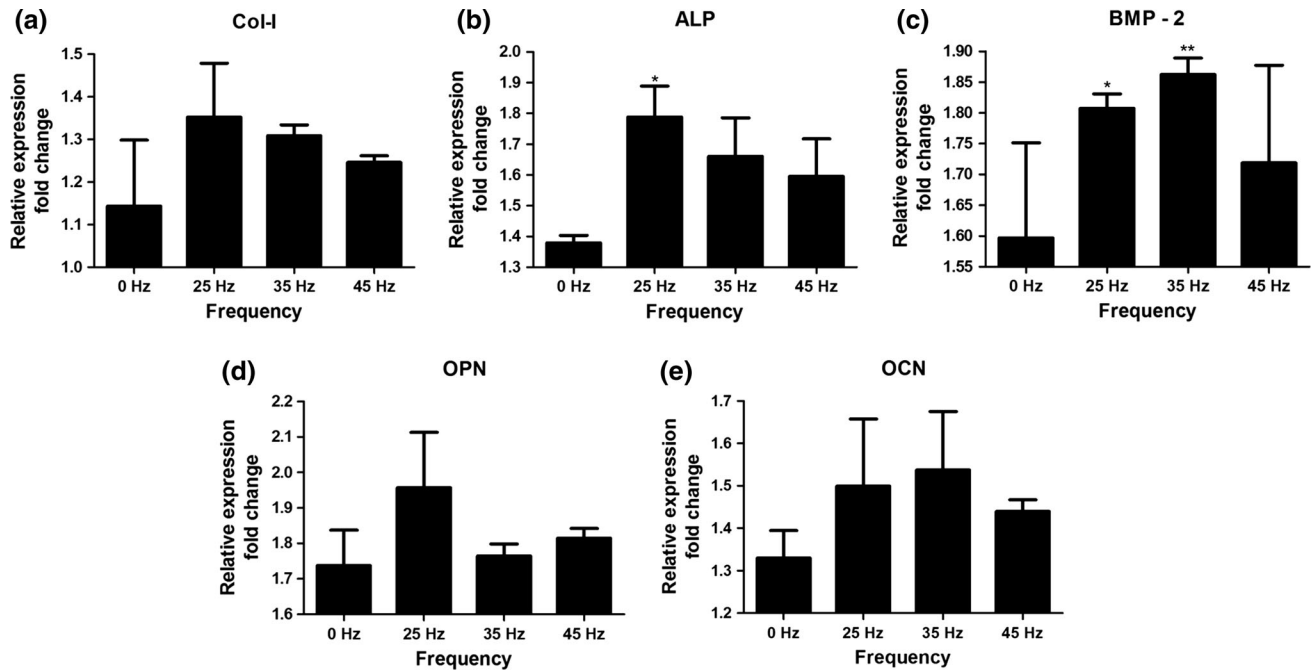 (a)
Col-I
Relative expression
fold change
1.5
1.4
1.3
1.2
1.1
1.0
0 Hz 25 Hz 35 Hz 45 Hz
Frequency
(b)
ALP
Relative expression
fold change
2.0
1.9
1.8
1.7
1.6
1.5
1.4
1.3
*
0 Hz 25 Hz 35 Hz 45 Hz
Frequency
(c)
BMP - 2
Relative expression
fold change
1.90
1.85
1.80
1.75
1.70
1.65
1.60
1.55
* **
0 Hz 25 Hz 35 Hz 45 Hz
Frequency
(d)
OPN
Relative expression
fold change
2.2
2.1
2.0
1.9
1.8
1.7
1.6
0 Hz 25 Hz 35 Hz 45 Hz
Frequency
(e)
OCN
Relative expression
fold change
1.7
1.6
1.5
1.4
1.3
1.2
0 Hz 25 Hz 35 Hz 45 Hz
Frequency